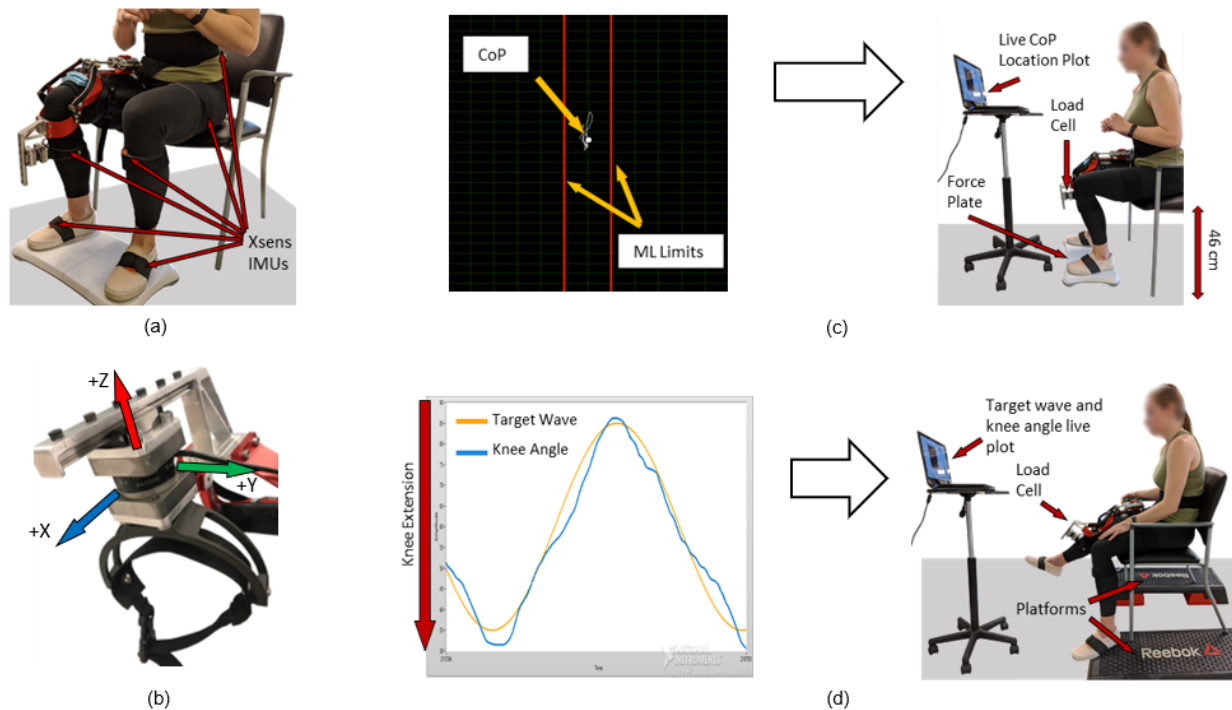 Xsens
IMUs
(a)
CoP
ML Limits
Live CoP
Location Plot
Load
Cell
Force
Plate
46 cm
(c)
+Z
+Y
+X
(b)
Knee Extension
Target Wave
Knee Angle
Time
Target wave and
knee angle live
plot
Load
Cell
Platforms
Reebok
Reebok
(d)